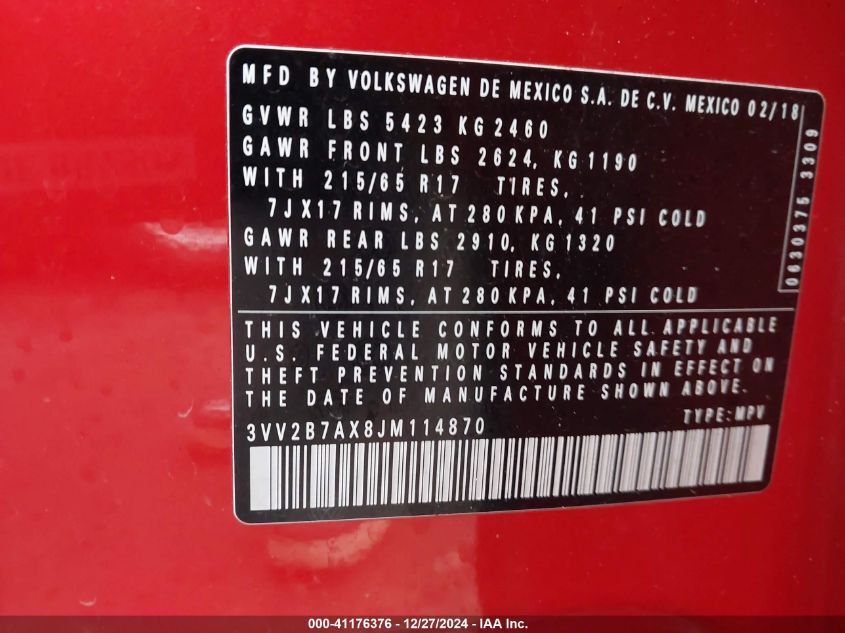 MFD BY VOLKSWAGEN DE MEXICO S.A. DE C.V. MEXICO 02/18
GVWR LBS 5423 KG 2460
GAWR FRONT LBS 2624, KG 1190
WITH 215/65 R17 TIRES,
7JX17 RIMS, AT 280 KPA, 41 PSI COLD
GAWR REAR LBS 2910, KG 1320
WITH 215/65 R17 TIRES,
7JX17 RIMS, AT 280 KPA, 41 PSI COLD
0630375 3309
THIS VEHICLE CONFORMS TO ALL APPLICABLE
U.S. FEDERAL MOTOR VEHICLE SAFETY AND
THEFT PREVENTION STANDARDS IN EFFECT ON
THE DATE OF MANUFACTURE SHOWN ABOVE.
3VV2B7AX8JM114870 TYPE: MPV
000-41176376 - 12/27/2024 - IAA Inc.